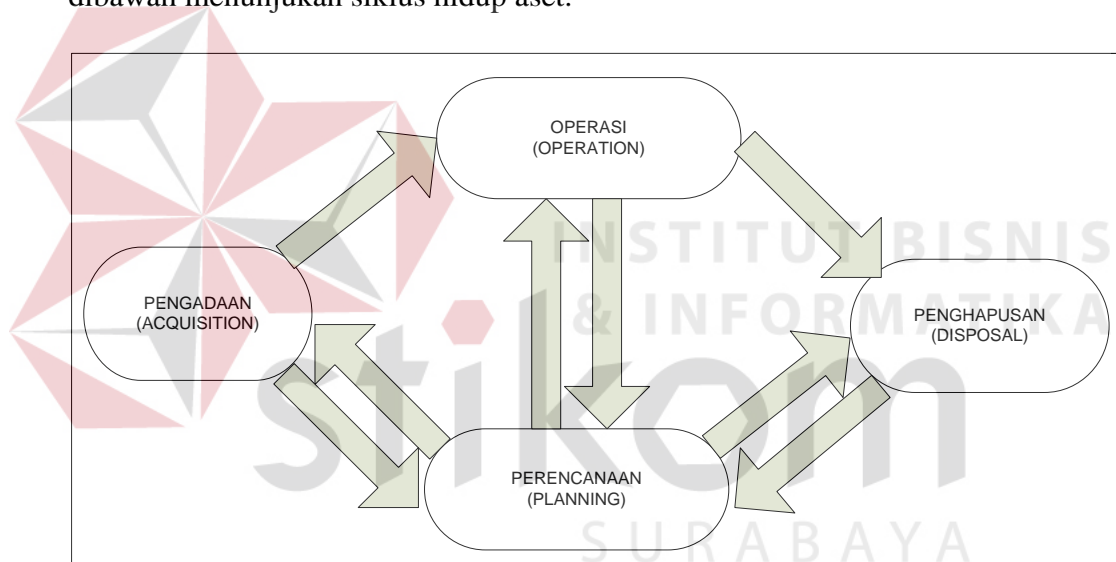 dibawah menunjukan siklus hidup aset.
OPERASI
(OPERATION)
PENGADAAN
(ACQUISITION)
PENGHAPUSAN
(DISPOSAL)
PERENCANAAN
(PLANNING)
INSTITUT BISNIS
& INFORMATIKA
stikom
SURABAYA